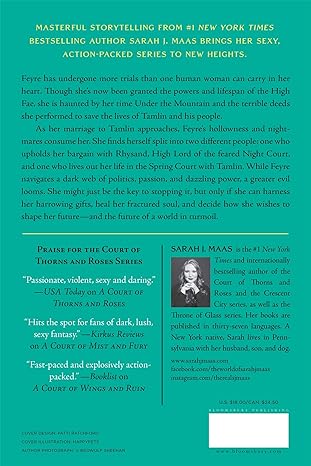 MASTERFUL STORYTELLING FROM #1 NEW YORK TIMES
BESTSELLING AUTHOR SARAH J. MAAS BRINGS HER SEXY,
ACTION-PACKED SERIES TO NEW HEIGHTS.
Feyre has undergone more trials than one human woman can carry in her
heart. Though she's now been granted the powers and lifespan of the High
Fae, she is haunted by her time Under the Mountain and the terrible deeds
she performed to save the lives of Tamlin and his people.
As her marriage to Tamlin approaches, Feyre's hollowness and night-
mares consume her. She finds herself split into two different people: one who
upholds her bargain with Rhysand, High Lord of the feared Night Court,
and one who lives out her life in the Spring Court with Tamlin. While Feyre
navigates a dark web of politics, passion, and dazzling power, a greater evil
looms. She might just be the key to stopping it, but only if she can harness
her harrowing gifts, heal her fractured soul, and decide how she wishes to
shape her future—and the future of a world in turmoil.
PRAISE FOR THE COURT OF
THORNS AND ROSES SERIES
"Passionate, violent, sexy and daring."
—USA Today on A COURT OF
THORNS AND ROSES
"Hits the spot for fans of dark, lush,
sexy fantasy."—Kirkus Reviews
on A COURT OF MIST AND FURY
"Fast-paced and explosively action-
packed."—Booklist on
A COURT OF WINGS AND RUIN
SARAH J. MAAS is the #1 New York
Times and internationally
bestselling author of the
Court of Thorns and
Roses and the Crescent
City series, as well as the
Throne of Glass series. Her books are
published in thirty-seven languages. A New
York native, Sarah lives in Penn-
sylvania with her husband, son, and dog.
www.sarahjmaas.com
facebook.com/theworldofsarahjmaas
instagram.com/therealsjmaas
COVER DESIGN: PATTI RATCHFORD
COVER ILLUSTRATION: HAPPYPETS
AUTHOR PHOTOGRAPH © BEOWULF SHEEHAN
U.S. $18.00/CAN. $24.50
BLOOMSBURY PUBLISHING
www.bloomsbury.com